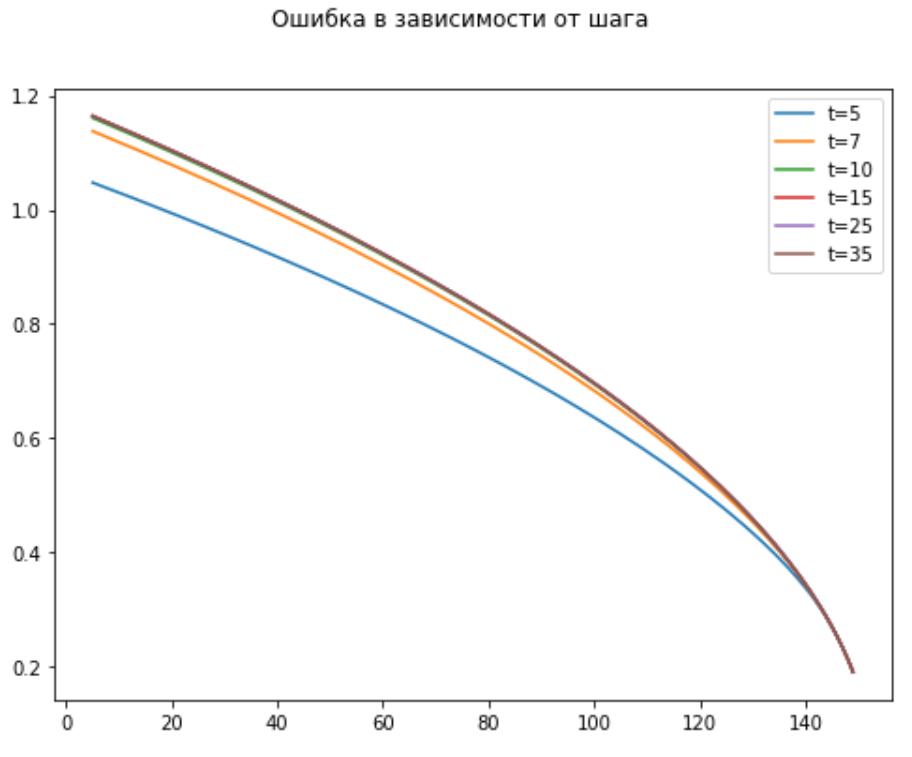 Ошибка в зависимости от шага
1.2
1.0
0.8
0.6
0.4
0.2
t=5
t=7
t=10
t=15
t=25
t=35
0 20 40 60 80 100 120 140